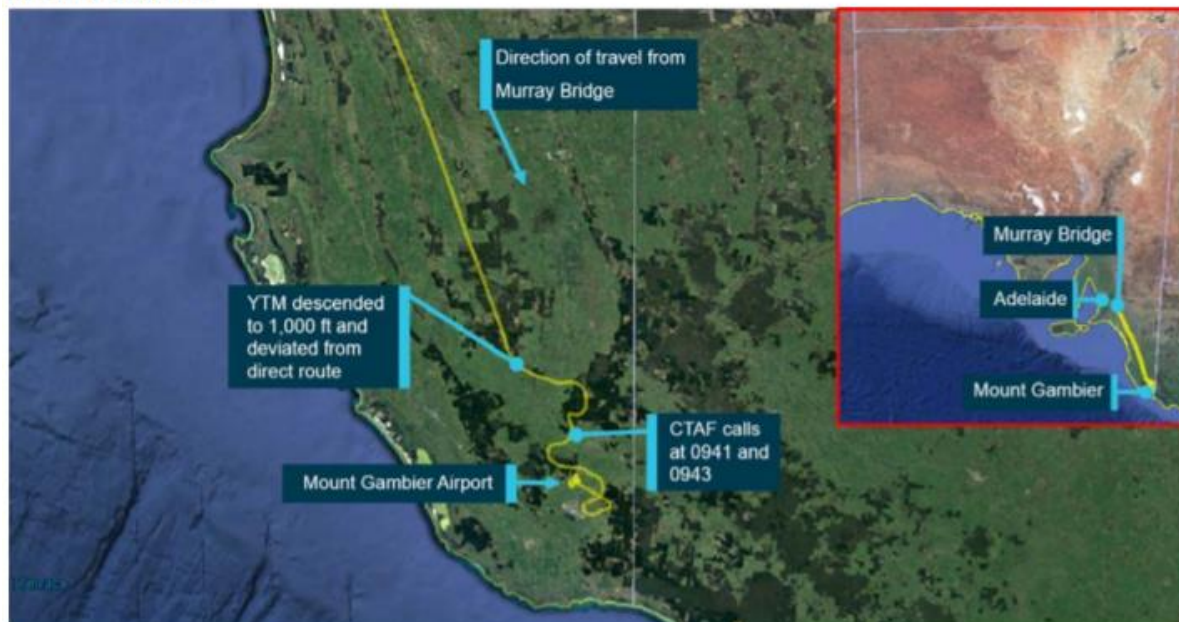 Direction of travel from
Murray Bridge
YTM descended
to 1,000 ft and
deviated from
direct route
CTAF calls
at 0941 and
0943
Mount Gambier Airport
Murray Bridge
Adelaide
Mount Gambier